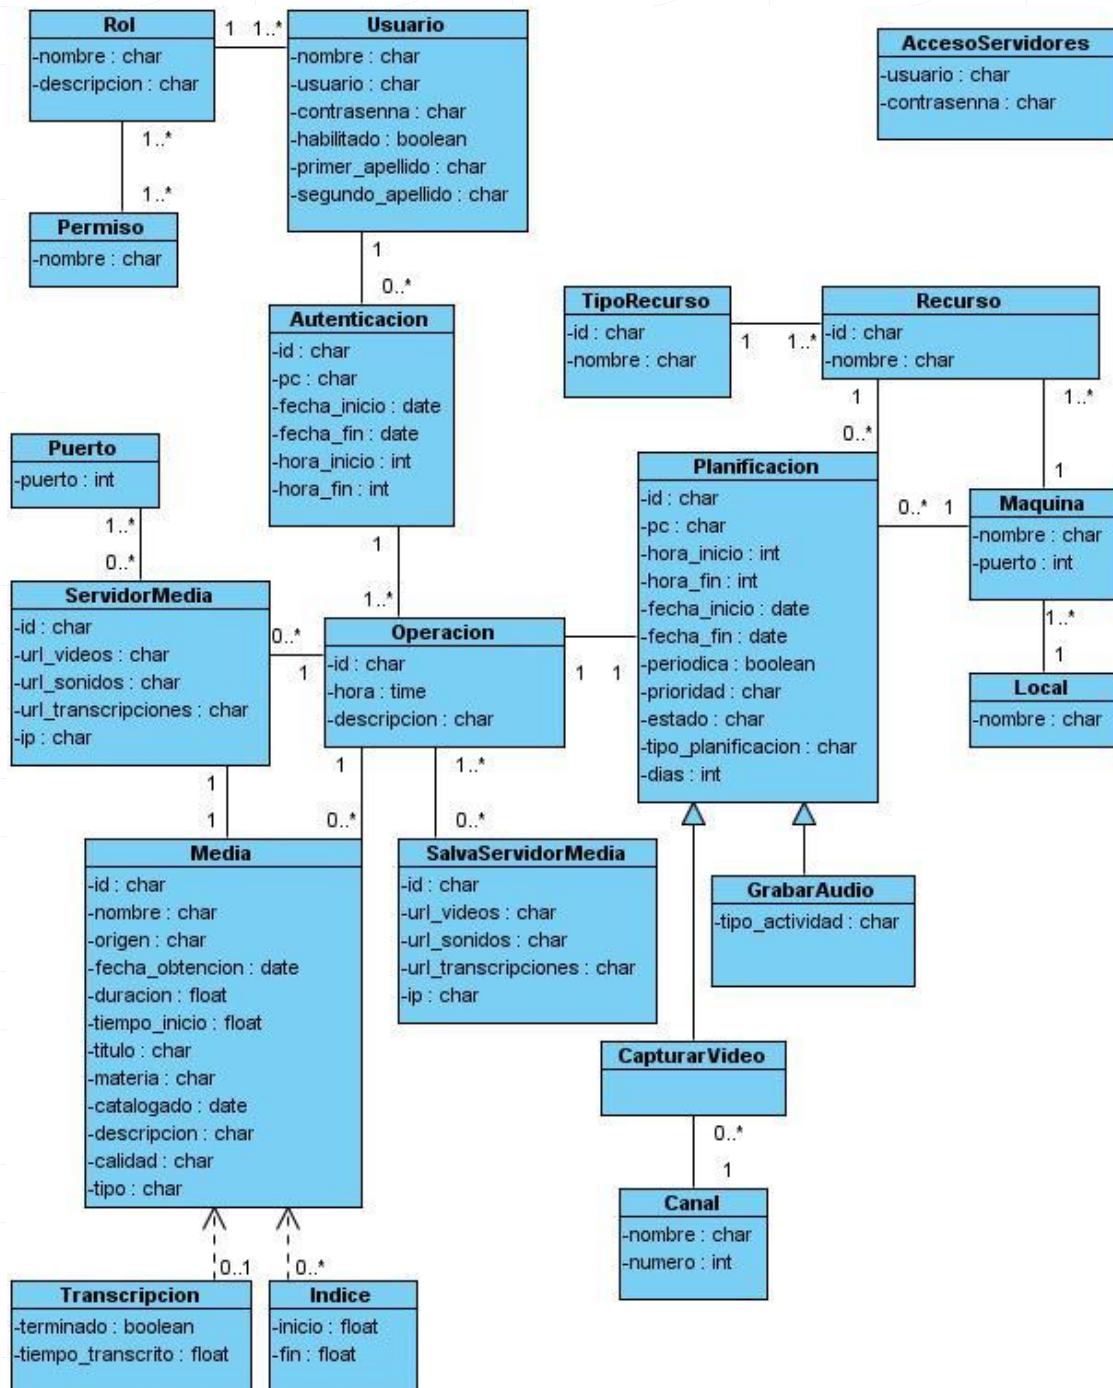 Rol
-nombre : char
-descripcion : char
1 1..*
Usuario
-nombre : char
-usuario : char
-contrasenna : char
-habilitado : boolean
-primer_apellido : char
-segundo_apellido : char
AccesoServidores
-usuario : char
-contrasenna : char
1..*
1..*
Permiso
-nombre : char
1
0..*
Autenticacion
-id : char
-pc : char
-fecha_inicio : date
-fecha_fin : date
-hora_inicio : int
-hora_fin : int
TipoRecurso
-id : char
-nombre : char
1 1..*
Recurso
-id : char
-nombre : char
1
0..*
1..*
1
Puerto
-puerto : int
1..*
0..*
Planificacion
-id : char
-pc : char
-hora_inicio : int
-hora_fin : int
-fecha_inicio : date
-fecha_fin : date
-periodica : boolean
-prioridad : char
-estado : char
-tipo_planificacion : char
-dias : int
0..* 1
Maquina
-nombre : char
-puerto : int
1..*
1
Local
-nombre : char
1
1..*
ServidorMedia
-id : char
-url_videos : char
-url_sonidos : char
-url_transcripciones : char
-ip : char
0..*
1
Operacion
-id : char
-hora : time
-descripcion : char
1 1
1
1
1
0..*
1..*
0..*
Media
-id : char
-nombre : char
-origen : char
-fecha_obtencion : date
-duracion : float
-tiempo_inicio : float
-titulo : char
-materia : char
-catalogado : date
-descripcion : char
-calidad : char
-tipo : char
SalvaServidorMedia
-id : char
-url_videos : char
-url_sonidos : char
-url_transcripciones : char
-ip : char
GrabarAudio
-tipo_actividad : char
CapturarVideo
0..*
1
Canal
-nombre : char
-numero : int
0..1
0..*
Transcripcion
-terminado : boolean
-tiempo_transcrito : float
Indice
-inicio : float
-fin : float